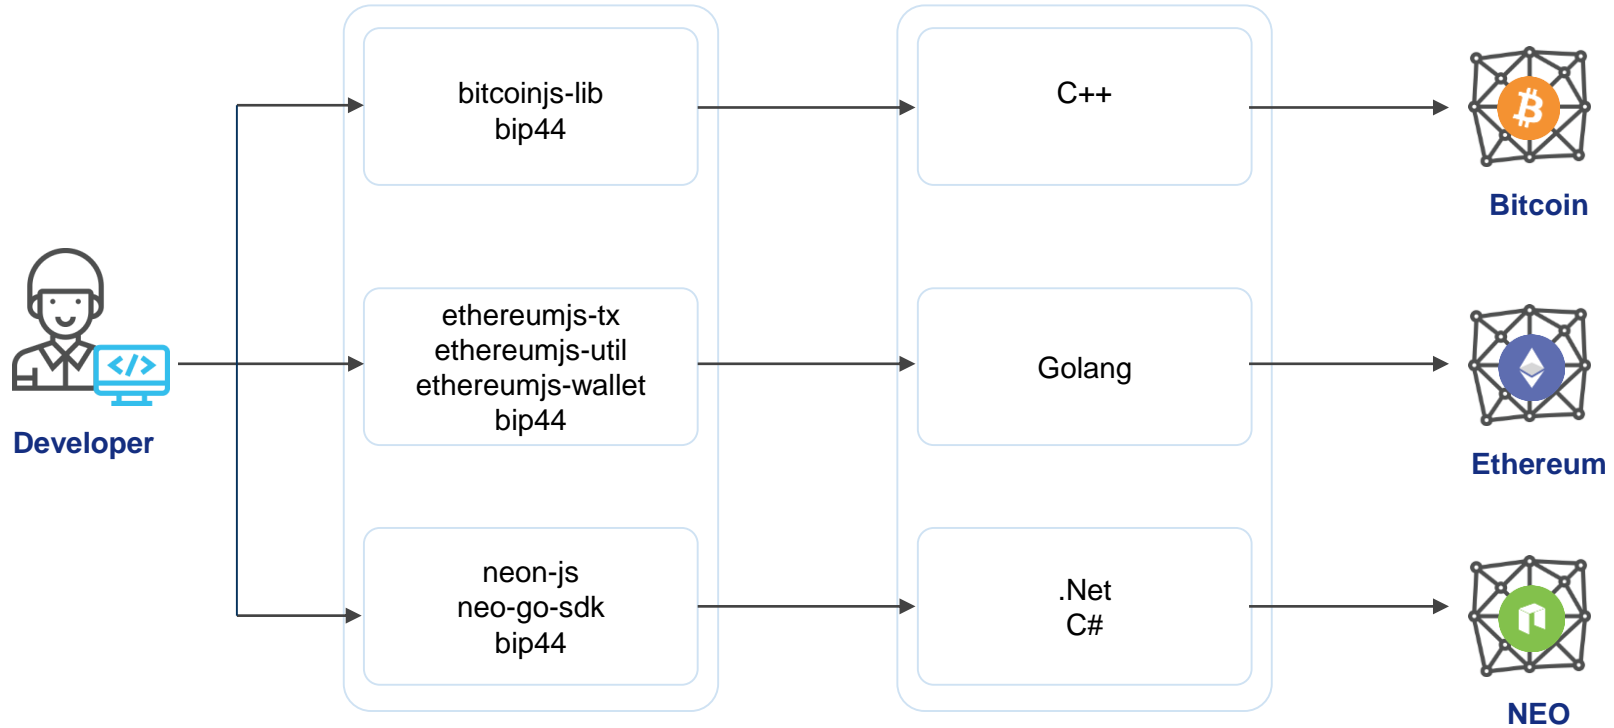 bitcoinjs-lib
bip44
C++
Bitcoin
Developer
ethereumjs-tx
ethereumjs-util
ethereumjs-wallet
bip44
Golang
Ethereum
neon-js
neo-go-sdk
bip44
.Net
C#
NEO